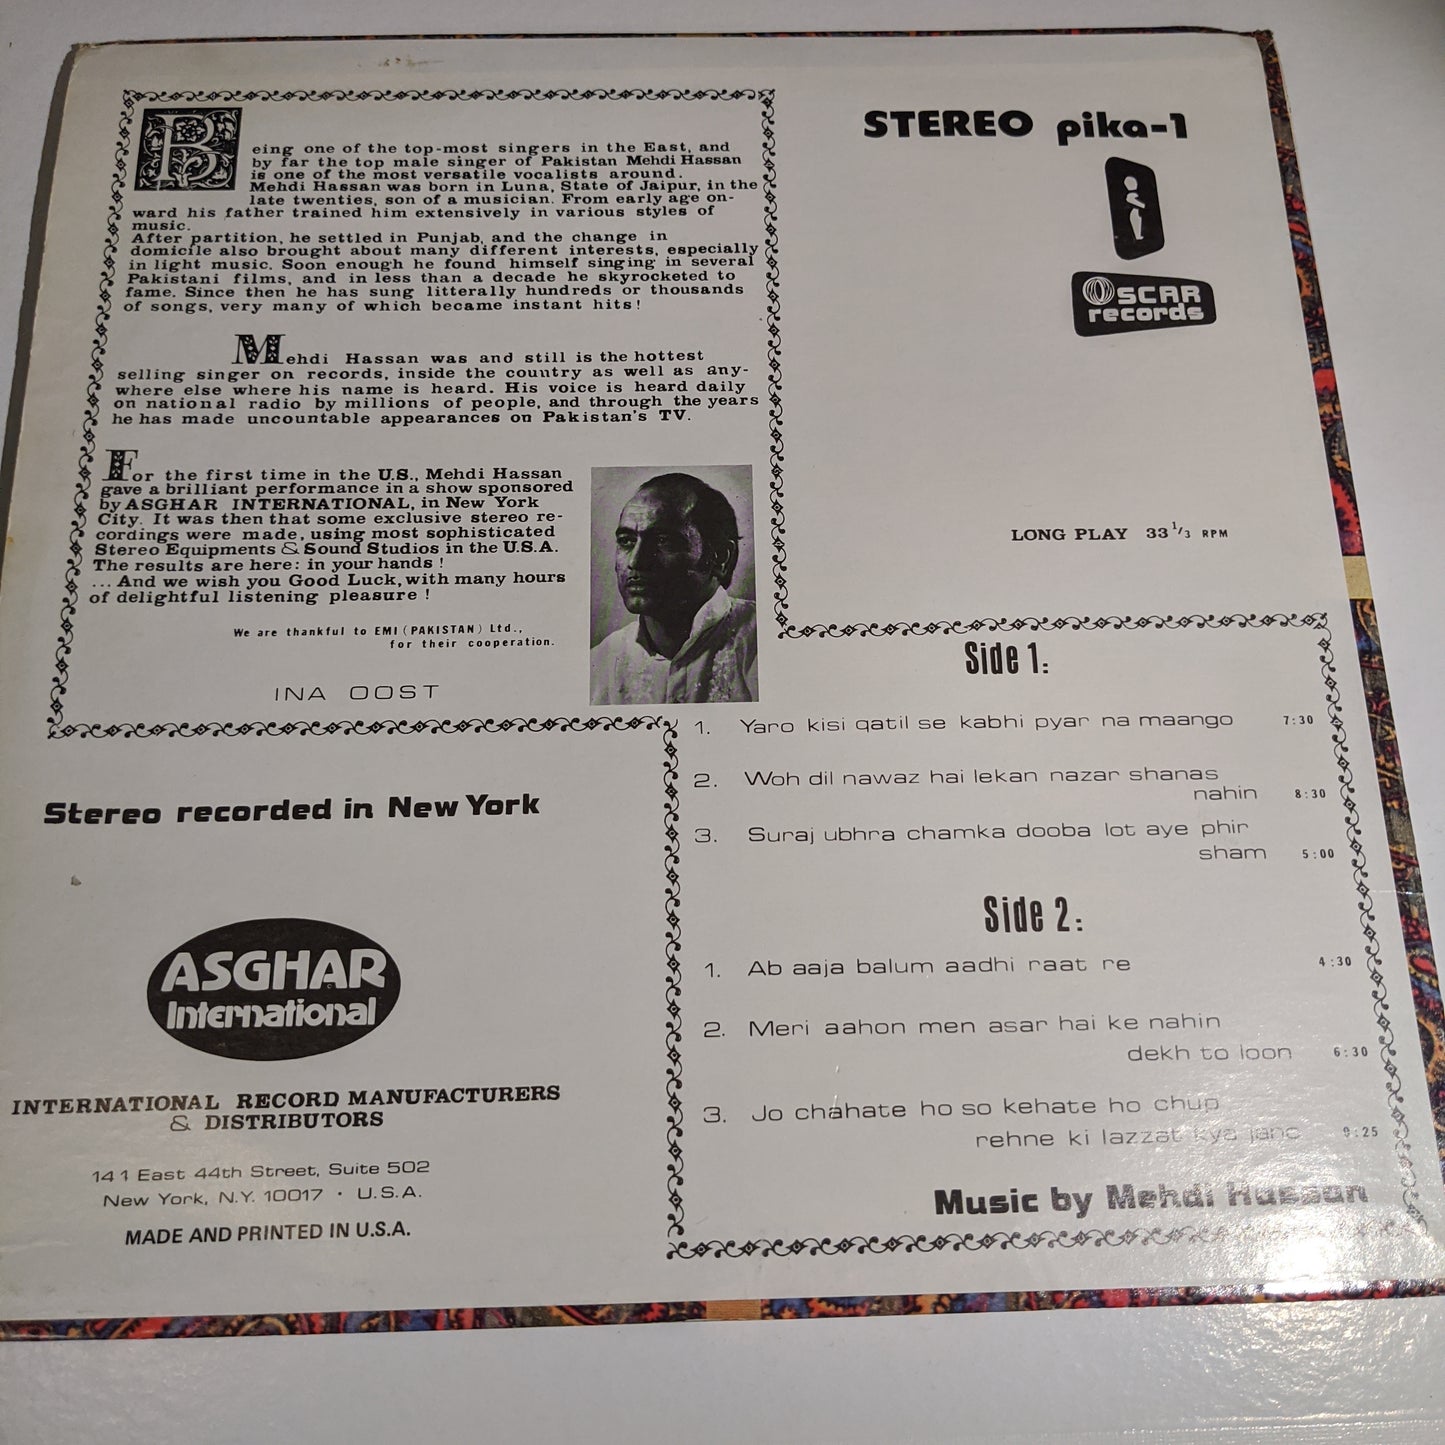 Being one of the top-most singers in the East, and
by far the top male singer of Pakistan Mehdi Hassan
is one of the most versatile vocalists around.
Mehdi Hassan was born in Luna, State of Jaipur, in the
late twenties, son of a musician. From early age on-
ward his father trained him extensively in various styles of
music.
After partition, he settled in Punjab, and the change in
domicile also brought about many different interests, especially
in light music. Soon enough he found himself singing in several
Pakistani films, and in less than a decade he skyrocketed to
fame. Since then he has sung litterally hundreds or thousands
of songs, very many of which became instant hits!
Mehdi Hassan was and still is the hottest
selling singer on records, inside the country as well as any-
where else where his name is heard. His voice is heard daily
on national radio by millions of people, and through the years
he has made uncountable appearances on Pakistan's TV.
For the first time in the U.S., Mehdi Hassan
gave a brilliant performance in a show sponsored
by ASGHAR INTERNATIONAL, in New York
City. It was then that some exclusive stereo re-
cordings were made, using most sophisticated
Stereo Equipments & Sound Studios in the U.S.A.
The results are here: in your hands!
...And we wish you Good Luck, with many hours
of delightful listening pleasure!
We are thankful to EMI (PAKISTAN) Ltd.,
for their cooperation.
INA OOST
STEREO pika-1
OSCAR
records
LONG PLAY 33 1/3 RPM
Side 1:
1. Yaro kisi qatil se kabhi pyar na maango 7:30
2. Woh dil nawaz hai lekan nazar shanas
nahin 8:30
3. Suraj ubhra chamka dooba lot aye phir
sham 5:00
Side 2:
1. Ab aaja balum aadhi raat re 4:30
2. Meri aahon men asar hai ke nahin
dekh to loon 6:30
3. Jo chahate ho so kehate ho chup
rehne ki lazzat kya jane 9:25
Music by Mehdi Hassan
Stereo recorded in New York
ASGHAR
International
INTERNATIONAL RECORD MANUFACTURERS
& DISTRIBUTORS
141 East 44th Street, Suite 502
New York, N.Y. 10017 • U.S.A.
MADE AND PRINTED IN U.S.A.